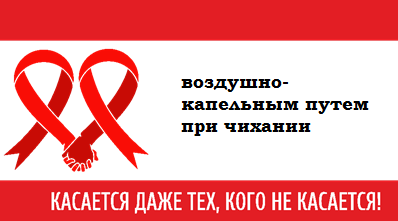 воздушно-
капельным путем
при чихании
КАСАЕТСЯ ДАЖЕ ТЕХ, КОГО НЕ КАСАЕТСЯ!